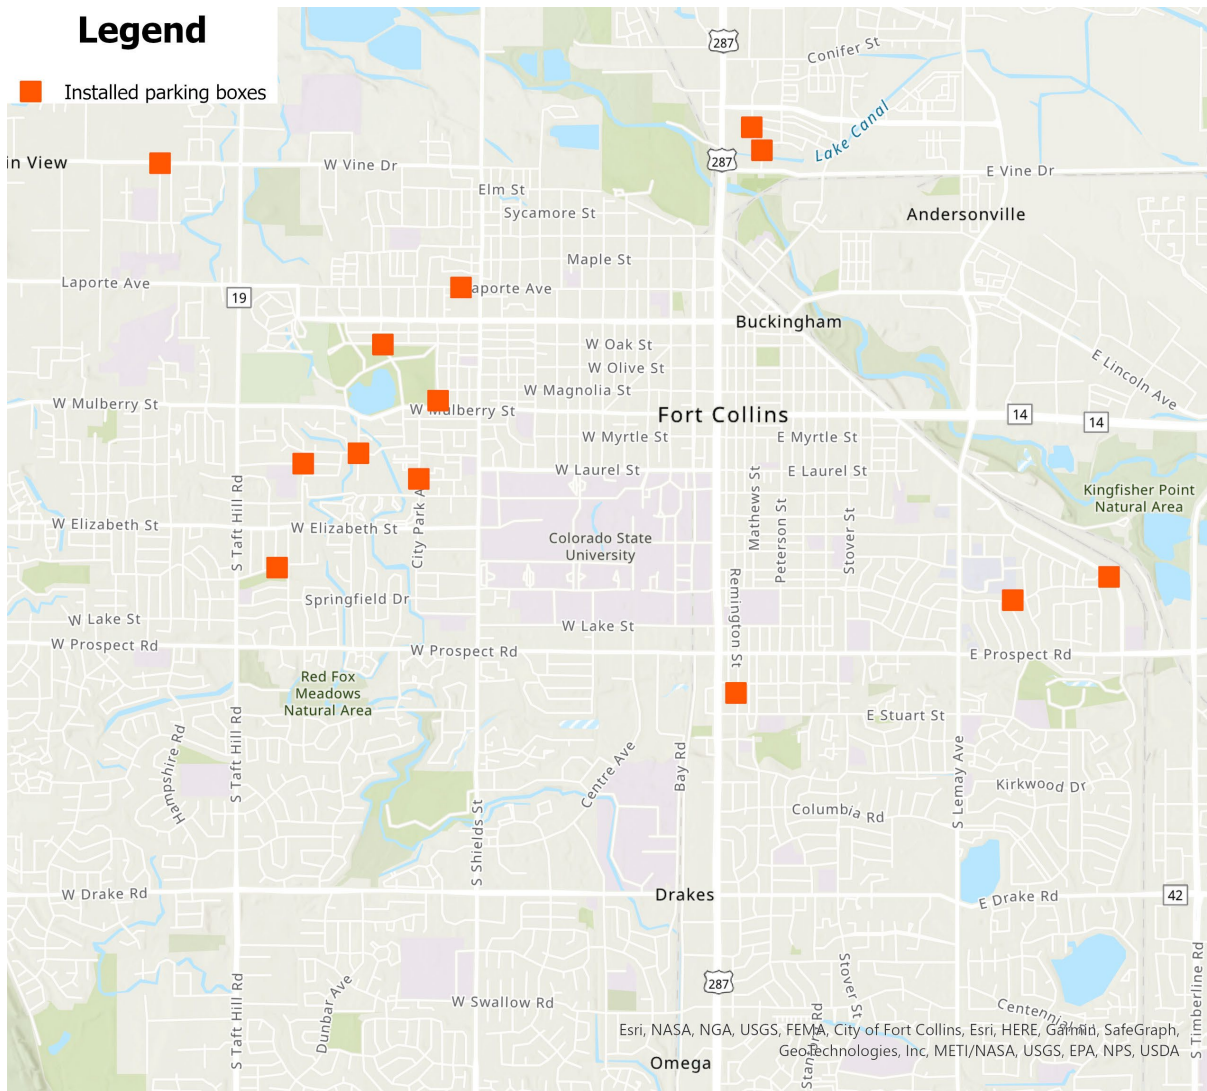 Legend
Installed parking boxes
287
Conifer St
Lake Canal
in View
W Vine Dr
287
E Vine Dr
Elm St
Sycamore St
Andersonville
Maple St
Laporte Ave
19
aporte Ave
Buckingham
W Oak St
W Olive St
E Lincoln Ave
W Magnolia St
W Mulberry St
W Mulberry St
Fort Collins
14
14
W Myrtle St
E Myrtle St
W Laurel St
E Laurel St
Kingfisher Point
Natural Area
S Taft Hill Rd
City Park A
Mathews St
Peterson St
Stover St
W Elizabeth St
W Elizabeth St
Colorado State
University
Springfield Dr
Remington St
W Lake St
W Lake St
W Prospect Rd
W Prospect Rd
E Prospect Rd
Red Fox
Meadows
Natural Area
E Stuart St
S Taft Hill Rd
Hampshire Rd
Centre Ave
Bay Rd
S Lemay Ave
Kirkwood Dr
Columbia Rd
S Shields St
W Drake Rd
Drakes
E Drake Rd
42
S Taft Hill Rd
Dunbar Ave
W Swallow Rd
287
Stover St
S Timberline Rd
Centennial Rd
Stanford Rd
Omega
Esri, NASA, NGA, USGS, FEMA, City of Fort Collins, Esri, HERE, Garmin, SafeGraph,
GeoTechnologies, Inc, METI/NASA, USGS, EPA, NPS, USDA